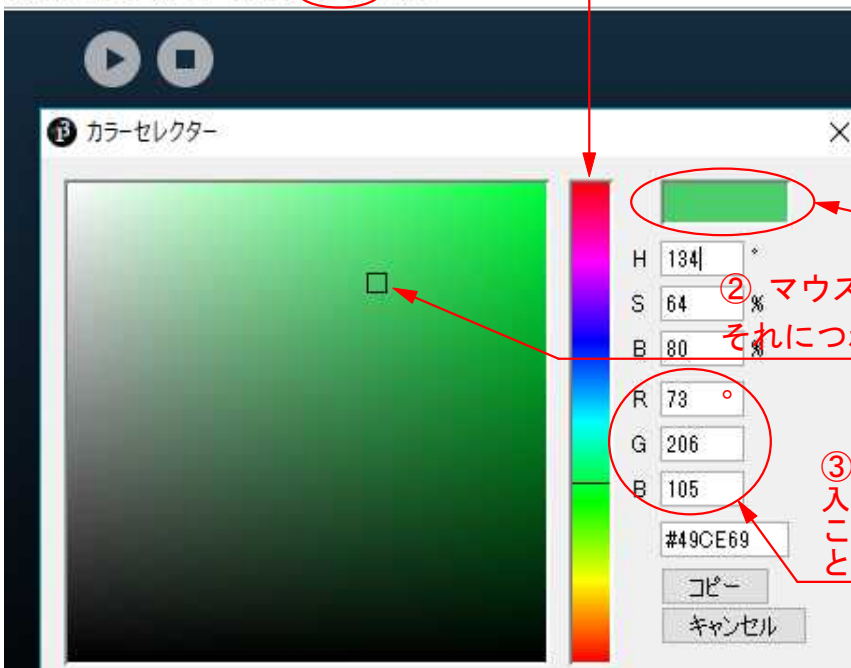 カラーセレクター
H 134 °
S 64 %
B 80 %
② マウス
それにつ
R 73 °
G 206
B 105
③
入
こ
と
#49CE69
コピー
キャンセル